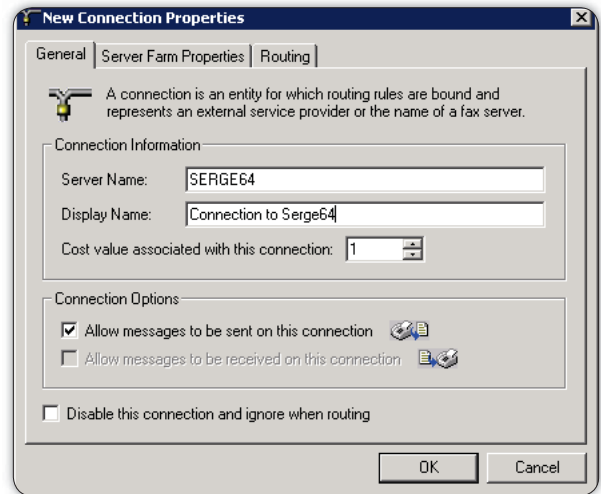 New Connection Properties
General Server Farm Properties Routing
A connection is an entity for which routing rules are bound and
represents an external service provider or the name of a fax server.
Connection Information
Server Name: SERGE64
Display Name: Connection to Serge64
Cost value associated with this connection: 1
Connection Options
Allow messages to be sent on this connection
Allow messages to be received on this connection
Disable this connection and ignore when routing
OK Cancel